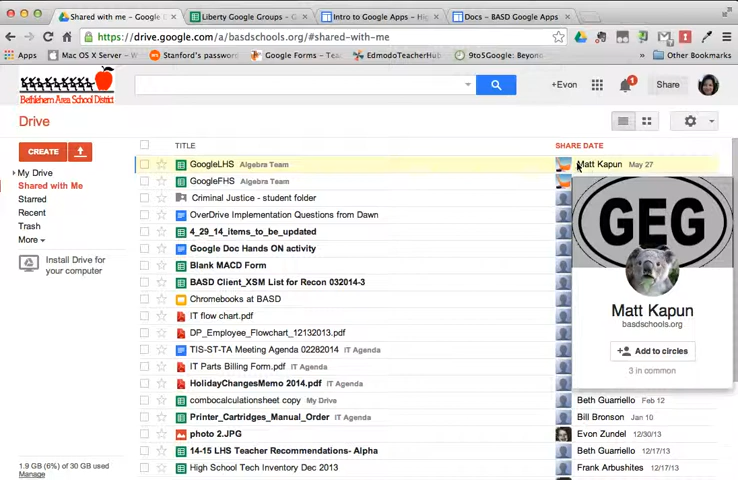 Shared with me - Google
Liberty Google Groups -
Intro to Google Apps - Hig
Docs - BASD Google Apps
https://drive.google.com/a/basdschools.org/#shared-with-me
Apps
Mac OS X Server - W
Stanford's password
Google Forms - Tea
EdmodoTeacherHub
9to5Google: Beyon
»
Other Bookmarks
Bethlehem Area School District
+Evon
1
Share
Drive
CREATE
My Drive
Shared with Me
Starred
Recent
Trash
More
Install Drive for
your computer
1.9 GB (6%) of 30 GB used
Manage
TITLE
SHARE DATE
GoogleLHS Algebra Team
Matt Kapun May 27
GoogleFHS Algebra Team
Criminal Justice - student folder
OverDrive Implementation Questions from Dawn
4_29_14_items_to_be_updated
Google Doc Hands ON activity
Blank MACD Form
BASD Client_XSM List for Recon 032014-3
Chromebooks at BASD
IT flow chart.pdf
DP_Employee_Flowchart_12132013.pdf
TIS-ST-TA Meeting Agenda 02282014 IT Agenda
IT Parts Billing Form.pdf IT Agenda
HolidayChangesMemo 2014.pdf IT Agenda
combocalculationsheet copy My Drive
Beth Guarriello Feb 12
Printer_Cartridges_Manual_Order IT Agenda
Bill Bronson Jan 10
photo 2.JPG
Evon Zundel 12/30/13
14-15 LHS Teacher Recommendations- Alpha
Beth Guarriello 12/17/13
High School Tech Inventory Dec 2013
Frank Arbushites 12/17/13
GEG
Matt Kapun
basdschools.org
Add to circles
3 in common